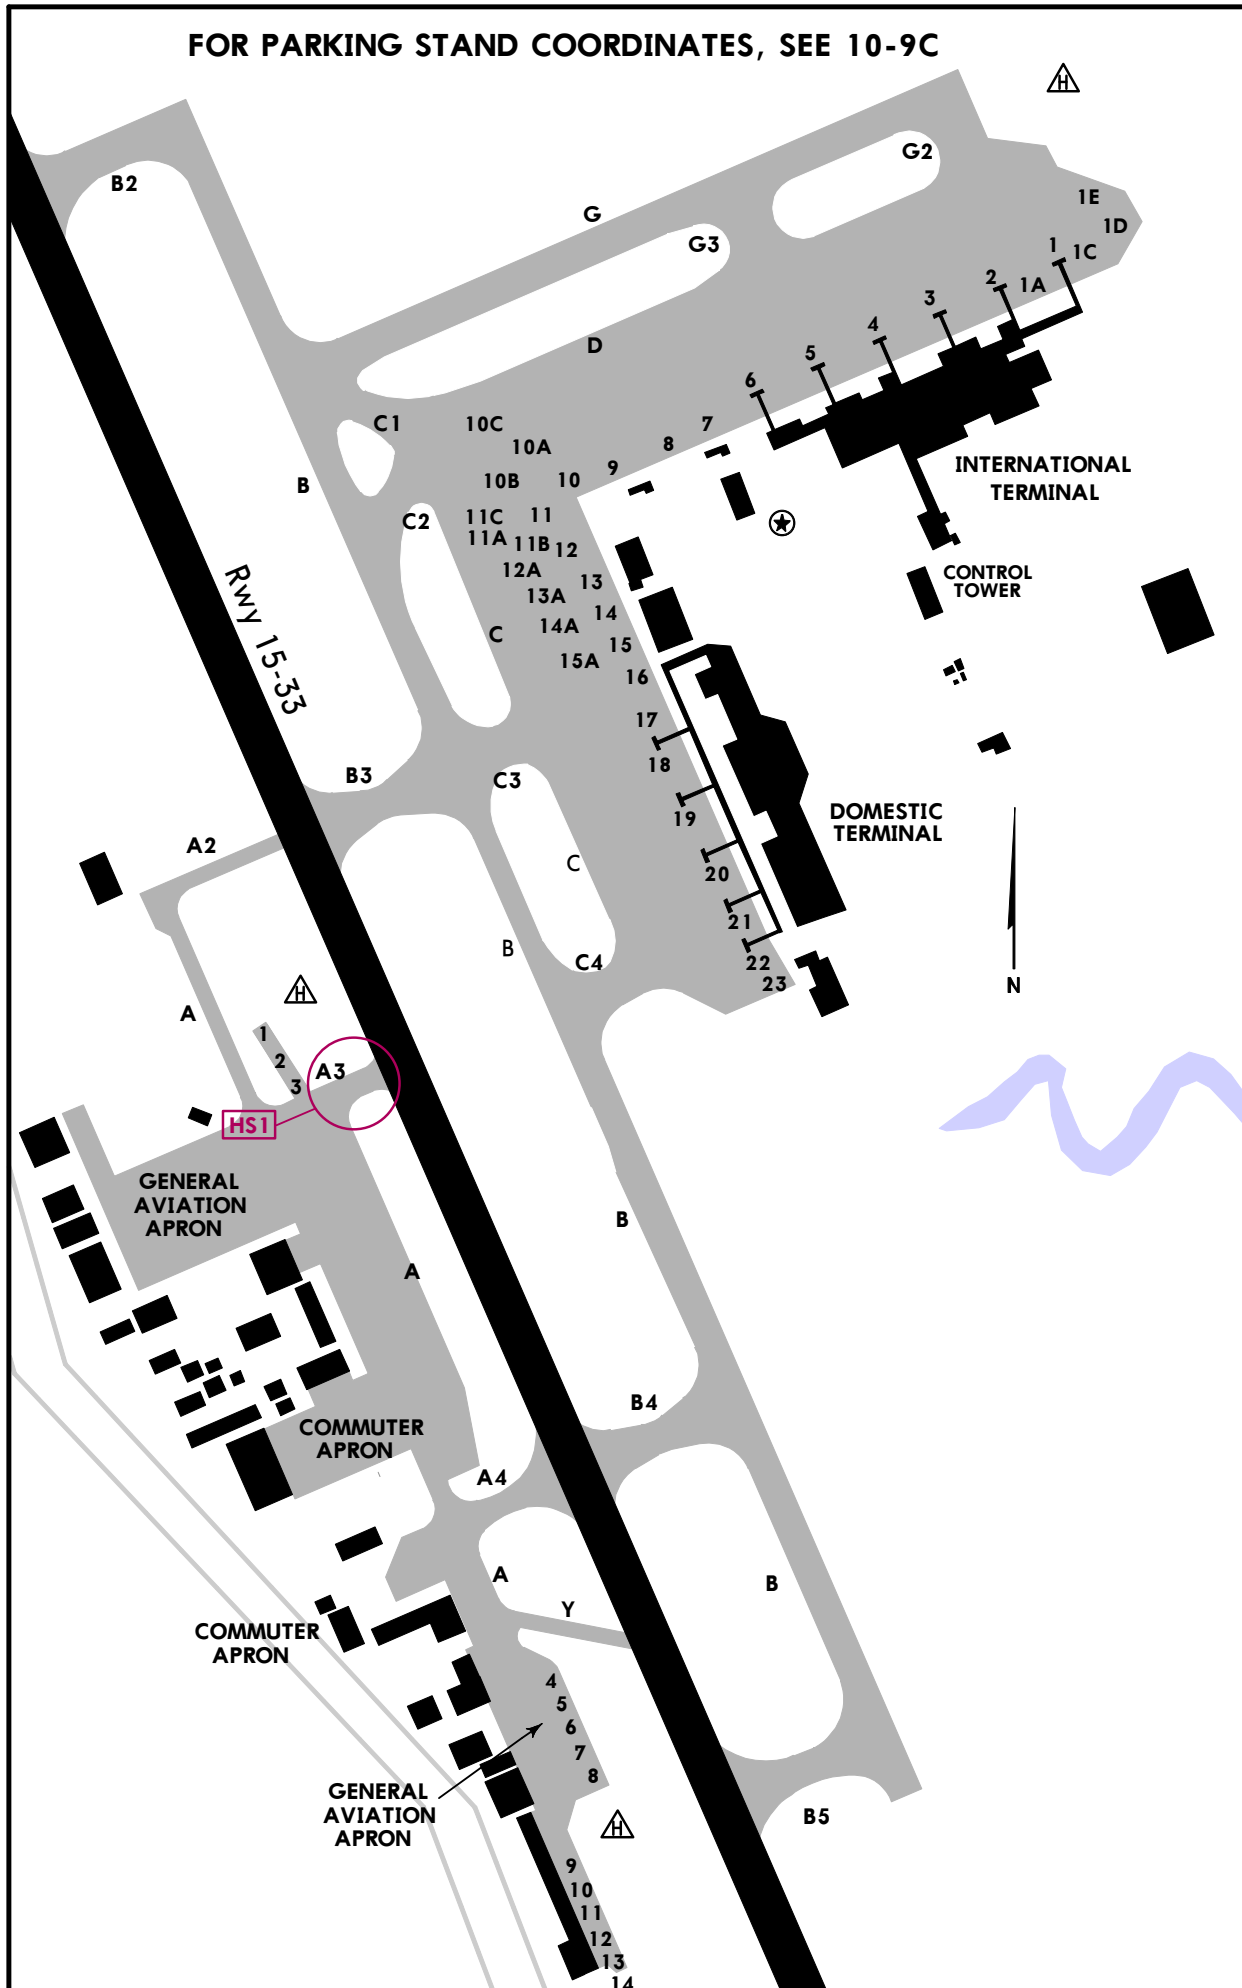 FOR PARKING STAND COORDINATES, SEE 10-9C
H
G2
B2
1E
G
1D
G3
1
1C
2
1A
3
4
D
5
6
C1
10C
7
10A
8
INTERNATIONAL
TERMINAL
9
10B
10
B
11C
11
C2
11A
11B
12
12A
CONTROL
TOWER
13
Rwy 15-33
13A
14
14A
C
15
15A
16
17
18
B3
C3
19
DOMESTIC
TERMINAL
A2
C
20
21
B
C4
22
23
N
H
A
1
2
A3
3
HS1
GENERAL
AVIATION
APRON
B
A
B4
COMMUTER
APRON
A4
A
B
Y
COMMUTER
APRON
4
5
6
7
8
GENERAL
AVIATION
APRON
B5
H
9
10
11
12
13
14